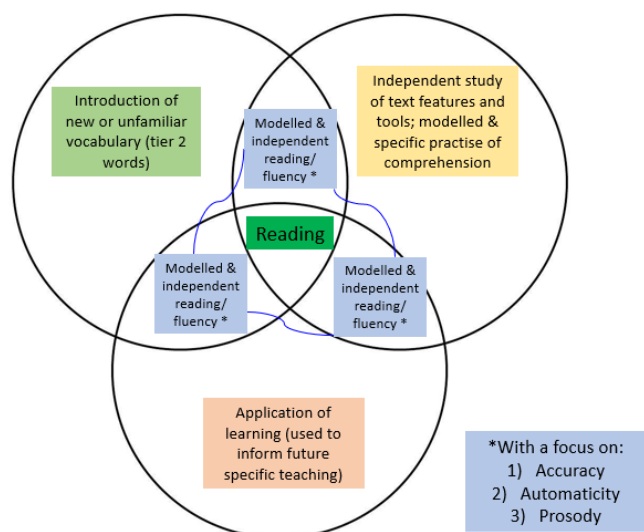 Introduction of
new or unfamiliar
vocabulary (tier 2
words)
Modelled &
independent
reading/
fluency *
Independent study
of text features and
tools; modelled &
specific practise of
comprehension
Reading
Modelled &
independent
reading/
fluency *
Modelled &
independent
reading/
fluency *
Application of
learning (used to
inform future
specific teaching)
*With a focus on:
1) Accuracy
2) Automaticity
3) Prosody